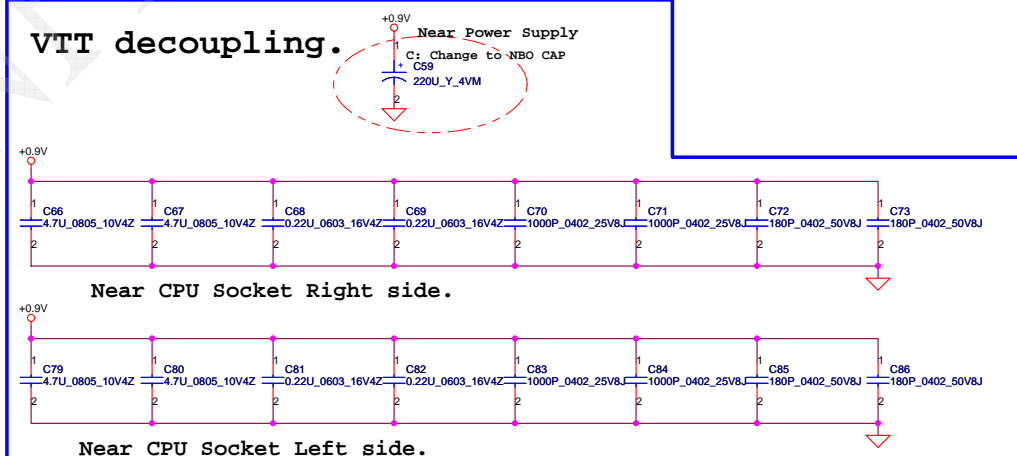 +0.9V
VTT decoupling.
Near Power Supply
1
C: Change to NBO CAP
+
C59
220U_Y_4VM
2
+0.9V
1 1 1 1 1 1 1 1
C66 C67 C68 C69 C70 C71 C72 C73
4.7U_0805_10V4Z 4.7U_0805_10V4Z 0.22U_0603_16V4Z 0.22U_0603_16V4Z 1000P_0402_25V8J 1000P_0402_25V8J 180P_0402_50V8J 180P_0402_50V8J
2 2 2 2 2 2 2 2
Near CPU Socket Right side.
+0.9V
1 1 1 1 1 1 1 1
C79 C80 C81 C82 C83 C84 C85 C86
4.7U_0805_10V4Z 4.7U_0805_10V4Z 0.22U_0603_16V4Z 0.22U_0603_16V4Z 1000P_0402_25V8J 1000P_0402_25V8J 180P_0402_50V8J 180P_0402_50V8J
2 2 2 2 2 2 2 2
Near CPU Socket Left side.